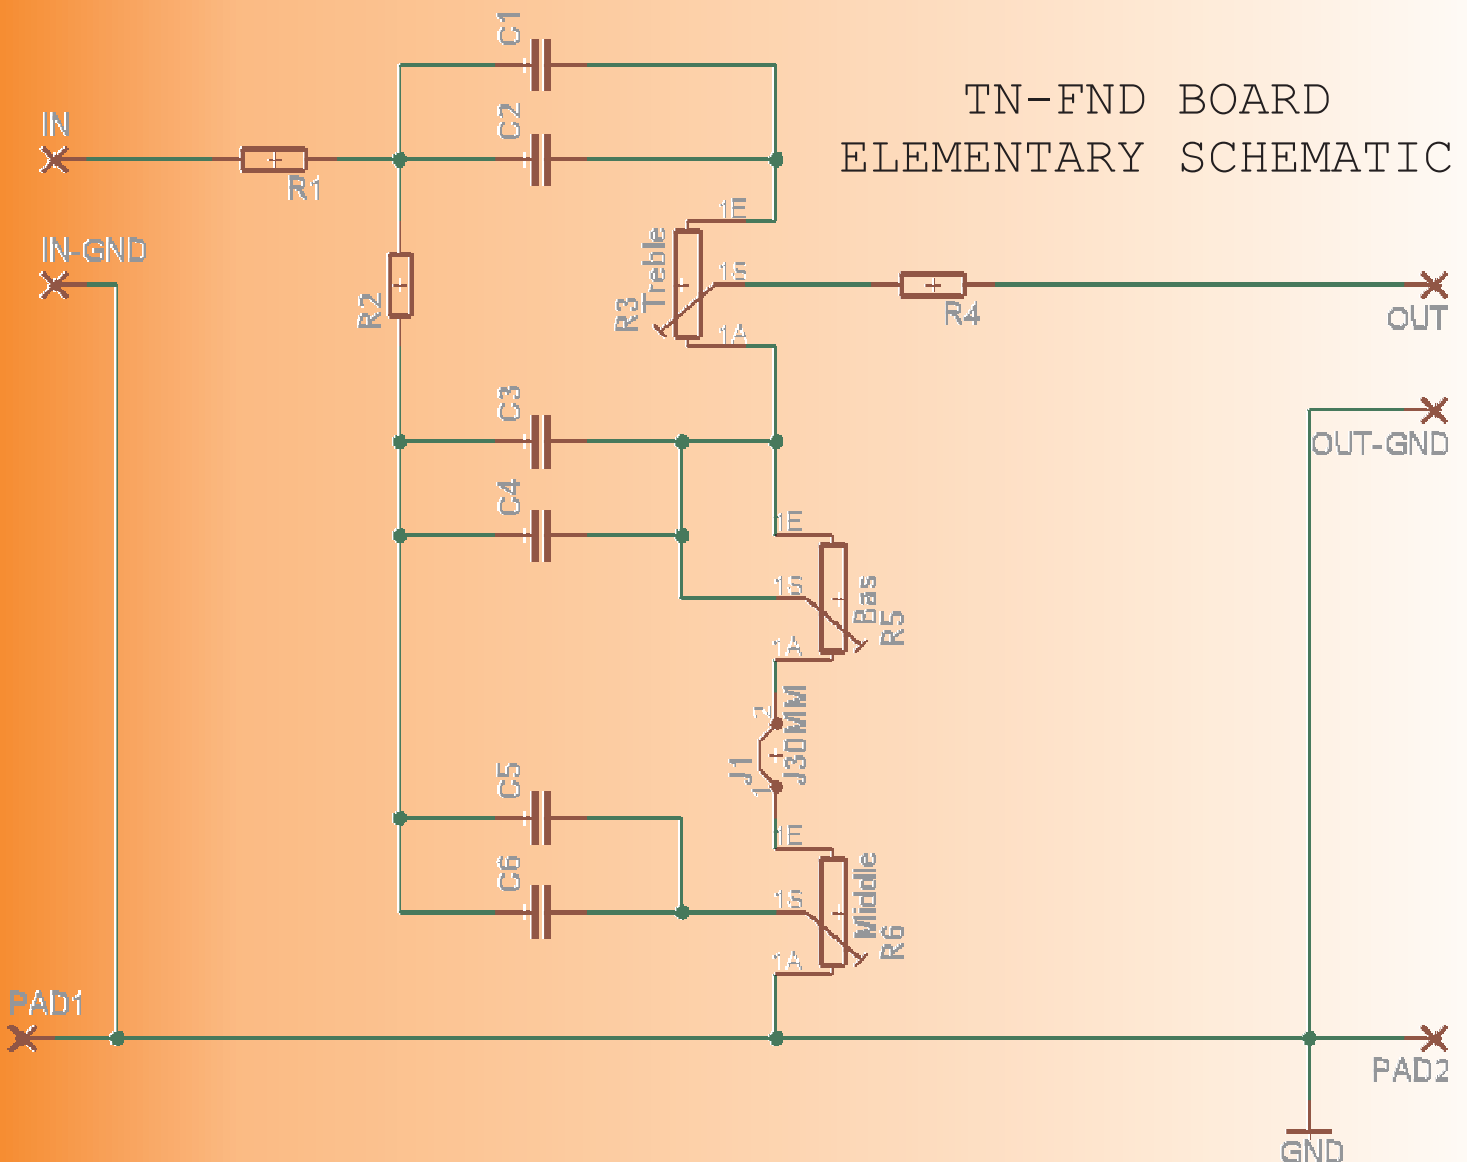 C1
TN-FND BOARD
IN
C2
ELEMENTARY SCHEMATIC
R1
1E
IN-GND
Treble
1S
R2
R3
R4
OUT
1A
C3
OUT-GND
C4
1E
1S
Bas
R5
1A
2
J1
J30MM
1
C5
1E
C6
1S
Middle
R6
1A
PAD1
PAD2
GND